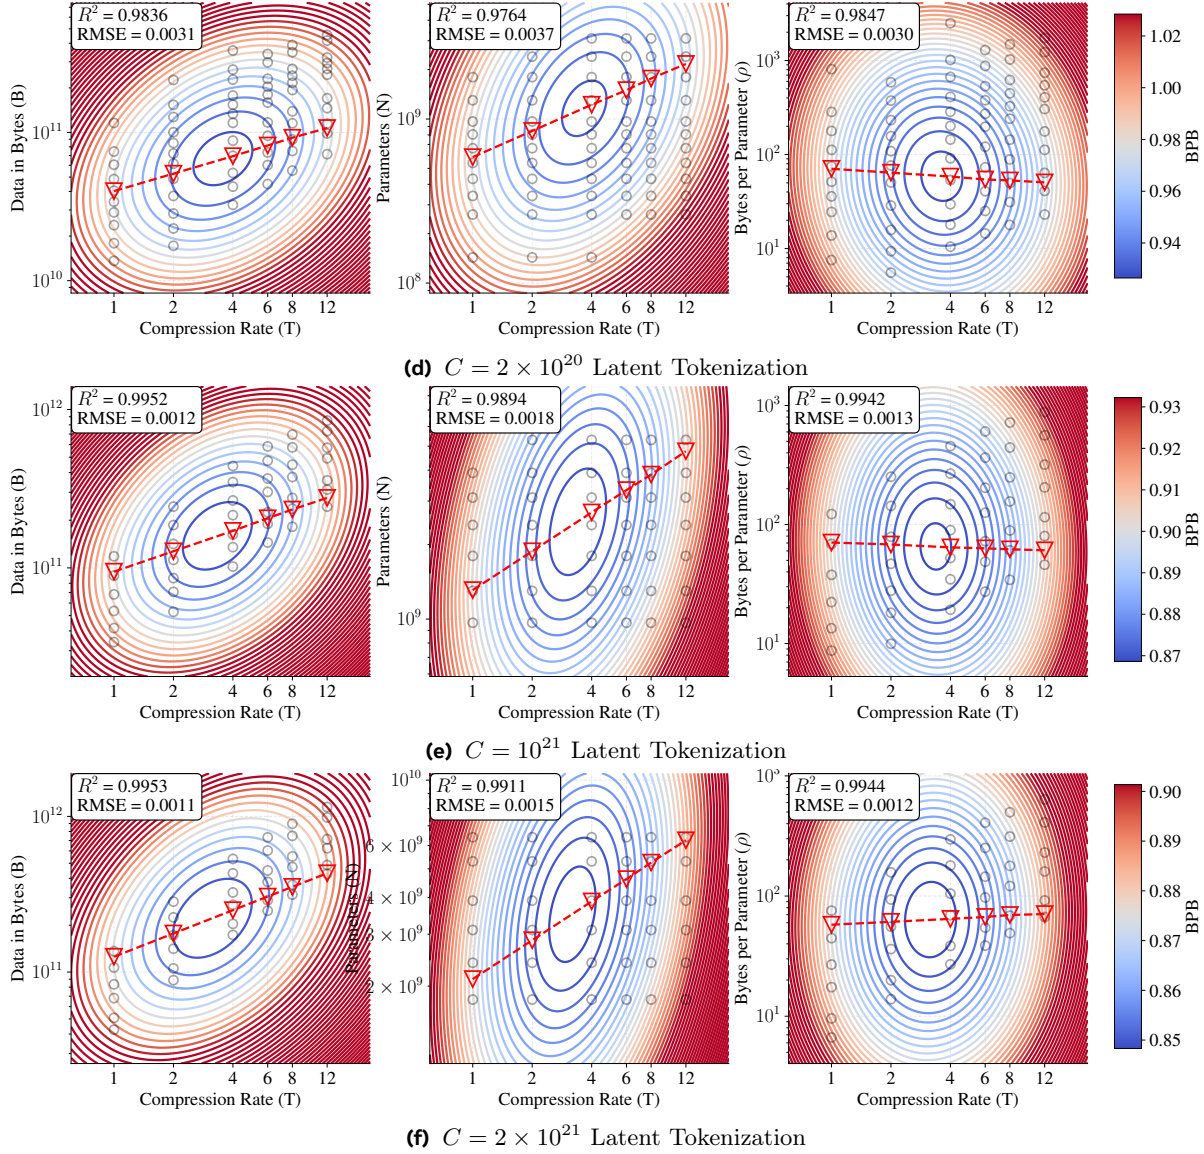 R² = 0.9836
RMSE = 0.0031
Data in Bytes (B)
10¹¹
10¹⁰
1 2 4 6 8 12
Compression Rate (T)
R² = 0.9764
RMSE = 0.0037
Parameters (N)
10⁹
10⁸
1 2 4 6 8 12
Compression Rate (T)
R² = 0.9847
RMSE = 0.0030
Bytes per Parameter (ρ)
10³
10²
10¹
1 2 4 6 8 12
Compression Rate (T)
1.02
1.00
0.98
0.96
0.94
BPB
(d) C = 2 × 10²⁰ Latent Tokenization
R² = 0.9952
RMSE = 0.0012
Data in Bytes (B)
10¹²
10¹¹
1 2 4 6 8 12
Compression Rate (T)
R² = 0.9894
RMSE = 0.0018
Parameters (N)
10⁹
1 2 4 6 8 12
Compression Rate (T)
R² = 0.9942
RMSE = 0.0013
Bytes per Parameter (ρ)
10³
10²
10¹
1 2 4 6 8 12
Compression Rate (T)
0.93
0.92
0.91
0.90
0.89
0.88
0.87
BPB
(e) C = 10²¹ Latent Tokenization
R² = 0.9953
RMSE = 0.0011
Data in Bytes (B)
10¹²
10¹¹
1 2 4 6 8 12
Compression Rate (T)
R² = 0.9911
RMSE = 0.0015
Parameters (N)
10¹⁰
6 × 10⁹
4 × 10⁹
3 × 10⁹
2 × 10⁹
1 2 4 6 8 12
Compression Rate (T)
R² = 0.9944
RMSE = 0.0012
Bytes per Parameter (ρ)
10³
10²
10¹
1 2 4 6 8 12
Compression Rate (T)
0.90
0.89
0.88
0.87
0.86
0.85
BPB
(f) C = 2 × 10²¹ Latent Tokenization